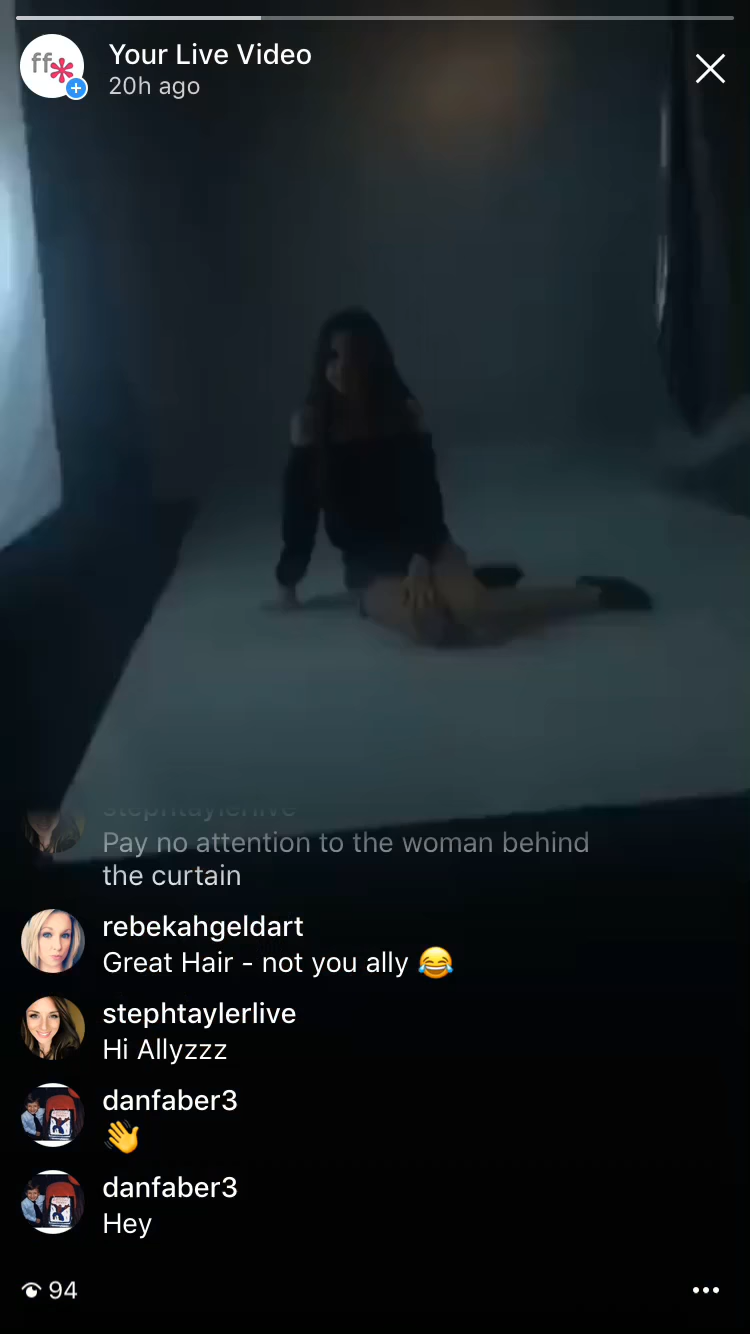 ff*
Your Live Video
20h ago
stephtaylerlive
Pay no attention to the woman behind
the curtain
rebekahgeldart
Great Hair - not you ally 😂
stephtaylerlive
Hi Allyzzz
danfaber3
👋
danfaber3
Hey
94